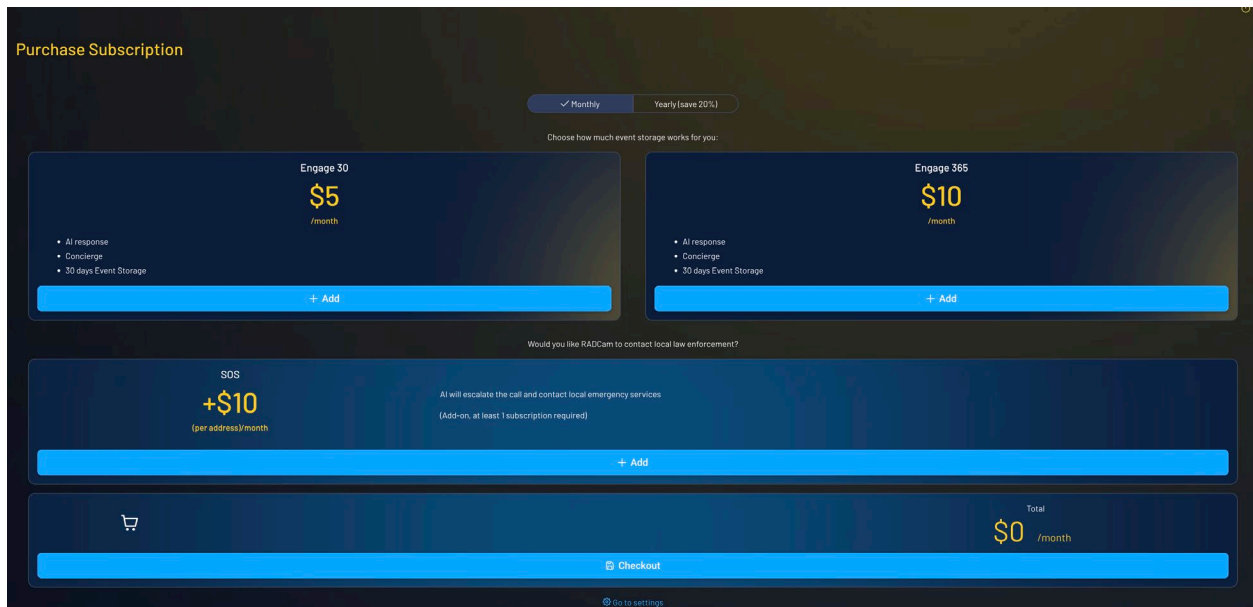 Purchase Subscription
Monthly
Yearly (save 20%)
Choose how much event storage works for you:
Engage 30
$5
/month
• AI response
• Concierge
• 30 days Event Storage
+ Add
Engage 365
$10
/month
• AI response
• Concierge
• 30 days Event Storage
+ Add
Would you like RADCam to contact local law enforcement?
SOS
+$10
(per address)/month
AI will escalate the call and contact local emergency services
(Add-on, at least 1 subscription required)
+ Add
Total
$0 /month
Checkout
Go to settings